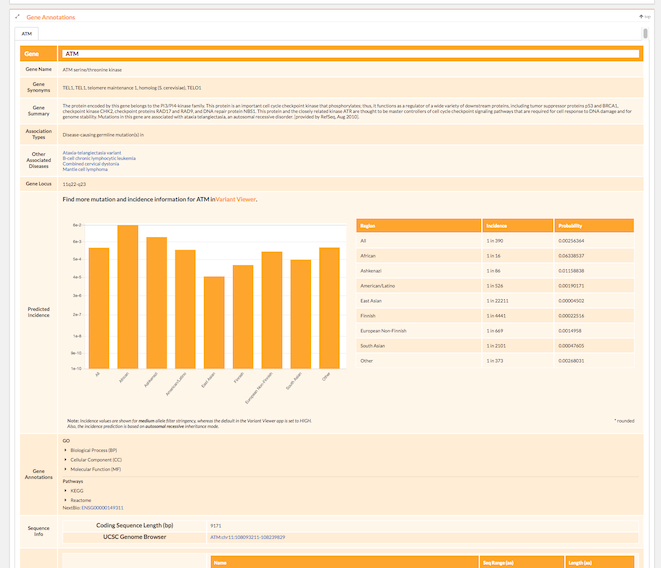 Gene Annotations
top
ATM
Gene
ATM
Gene Name
ATM serine/threonine kinase
Gene
Synonyms
TEL1, TEL1, telomere maintenance 1, homolog (S. cerevisiae), TELO1
Gene
Summary
The protein encoded by this gene belongs to the PI3/PI4-kinase family. This protein is an important cell cycle checkpoint kinase that phosphorylates; thus, it functions as a regulator of a wide variety of downstream proteins, including tumor suppressor proteins p53 and BRCA1,
checkpoint kinase CHK2, checkpoint proteins RAD17 and RAD9, and DNA repair protein NBS1. This protein and the closely related kinase ATR are thought to be master controllers of cell cycle checkpoint signaling pathways that are required for cell response to DNA damage and for
genome stability. Mutations in this gene are associated with ataxia telangiectasia, an autosomal recessive disorder. [provided by RefSeq, Aug 2010].
Association
Types
Disease-causing germline mutation(s) in
Other
Associated
Diseases
Ataxia-telangiectasia variant
B-cell chronic lymphocytic leukemia
Combined cervical dystonia
Mantle cell lymphoma
Gene Locus
11q22-q23
Find more mutation and incidence information for ATM in Variant Viewer.
Predicted
Incidence
6e-2
6e-3
5e-4
4e-5
3e-6
2e-7
1e-8
9e-10
1e-10
All
African
Ashkenazi
American/Latino
East Asian
Finnish
European Non-Finnish
South Asian
Other
Region Incidence Probability
All 1 in 390 0.00256364
African 1 in 16 0.06338537
Ashkenazi 1 in 86 0.01158838
American/Latino 1 in 526 0.00190171
East Asian 1 in 22211 0.00004502
Finnish 1 in 4441 0.00022516
European Non-Finnish 1 in 669 0.0014958
South Asian 1 in 2101 0.00047605
Other 1 in 373 0.00268031
Note: Incidence values are shown for medium allele filter stringency, whereas the default in the Variant Viewer app is set to HIGH.
Also, the incidence prediction is based on autosomal recessive inheritance mode.
* rounded
Gene
Annotations
GO
Biological Process (BP)
Cellular Component (CC)
Molecular Function (MF)
Pathways
KEGG
Reactome
NextBio: ENSG00000149311
Sequence
Info
Coding Sequence Length (bp) 9171
UCSC Genome Browser ATM:chr11:108093211-108239829
Name Seq Range (aa) Length (aa)